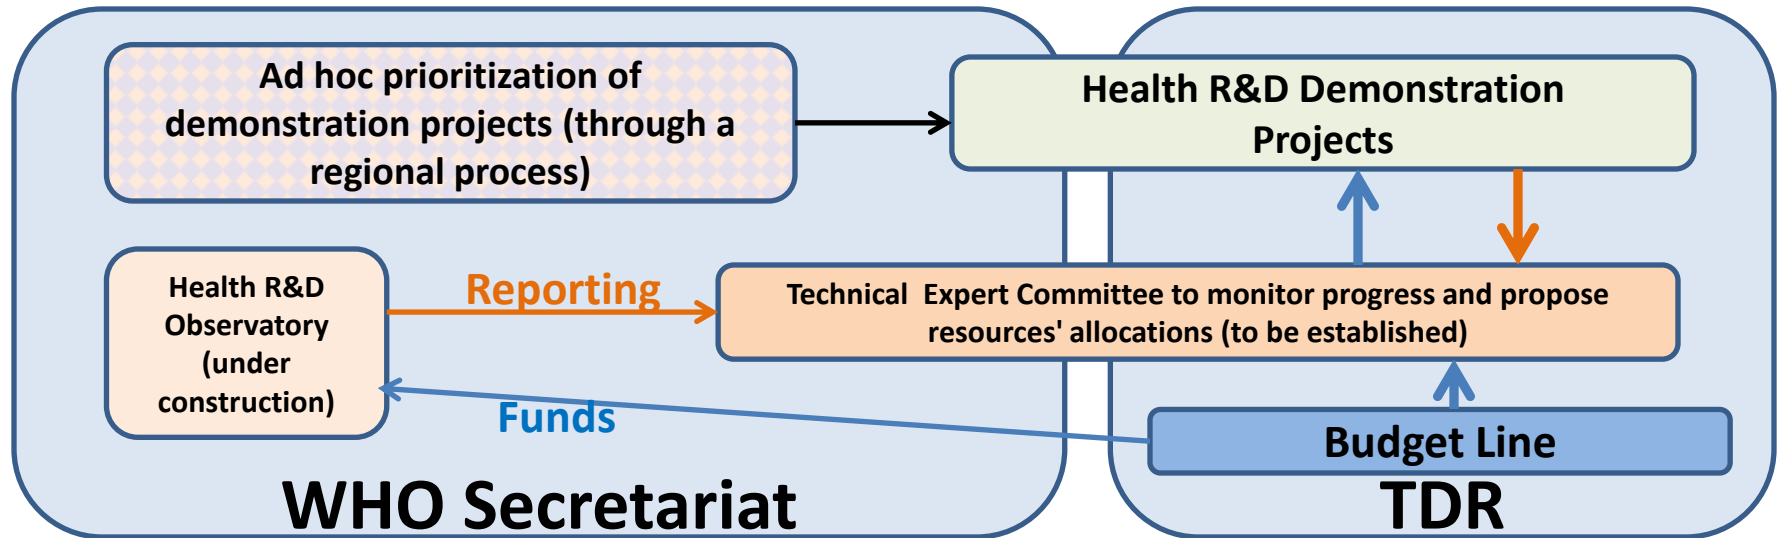 Ad hoc prioritization of
demonstration projects (through a
regional process)
Health R&D Demonstration
Projects
Health R&D
Observatory
(under
construction)
Reporting
Technical Expert Committee to monitor progress and propose
resources' allocations (to be established)
Funds
Budget Line
WHO Secretariat
TDR